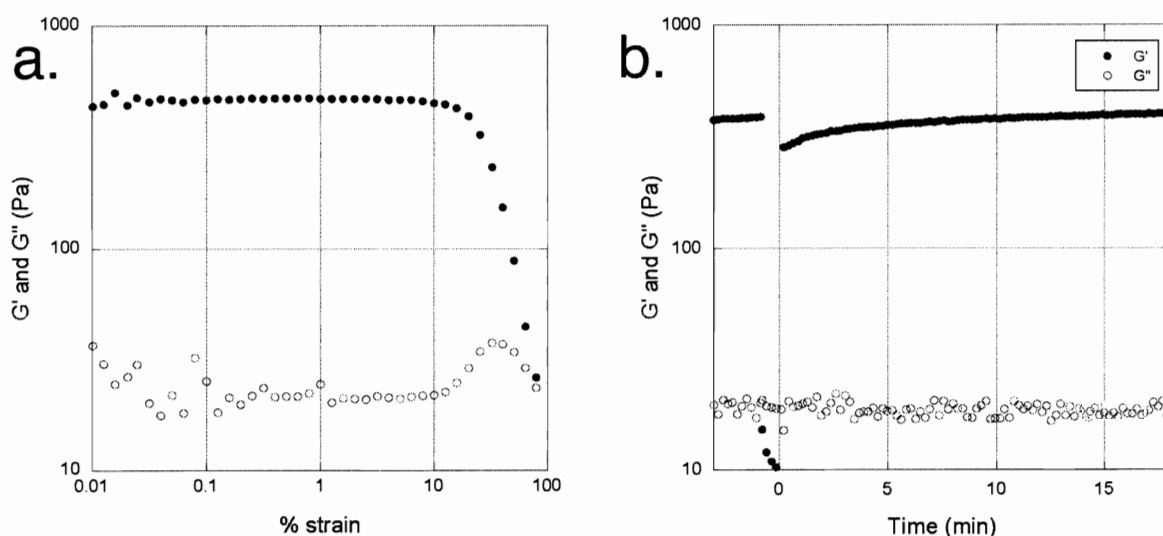 a.
1000
100
10
G' and G" (Pa)
0.01 0.1 1 10 100
% strain
b.
1000
100
10
G' and G" (Pa)
G'
G"
0 5 10 15
Time (min)